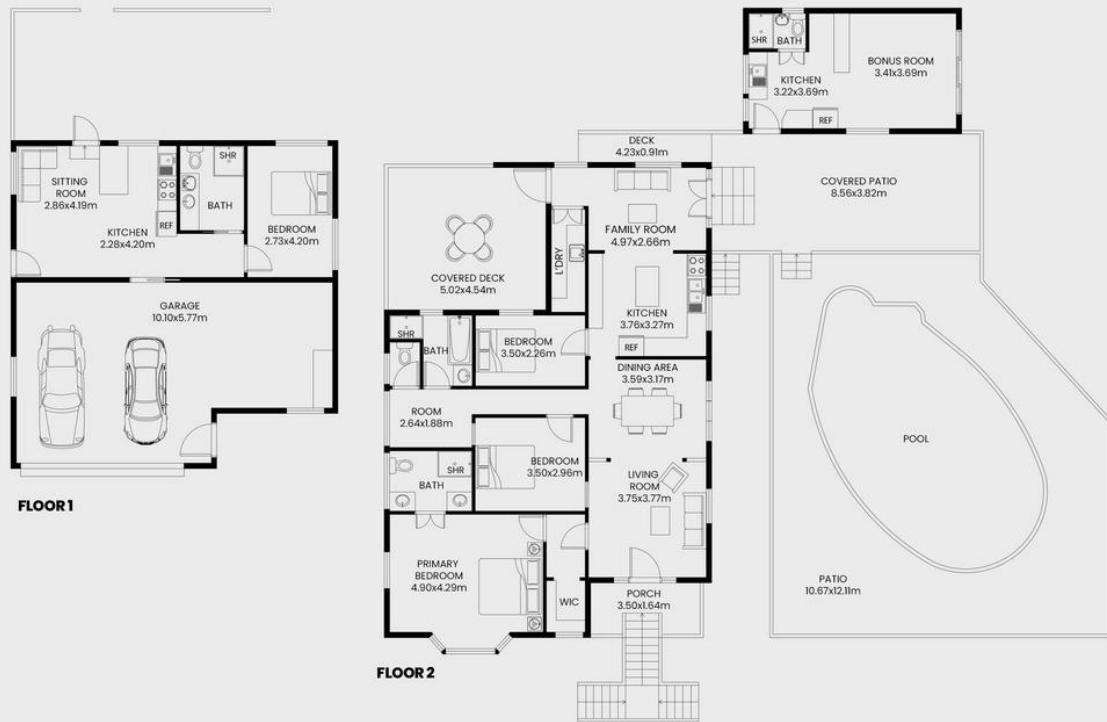 SHR
BATH
KITCHEN
3.22x3.69m
REF
BONUS ROOM
3.41x3.69m
DECK
4.23x0.91m
COVERED PATIO
8.56x3.82m
SITTING
ROOM
2.86x4.19m
KITCHEN
2.28x4.20m
REF
SHR
BATH
BEDROOM
2.73x4.20m
GARAGE
10.10x5.77m
FLOOR 1
COVERED DECK
5.02x4.54m
L'DRY
FAMILY ROOM
4.97x2.66m
KITCHEN
3.76x3.27m
REF
SHR
BATH
BEDROOM
3.50x2.26m
DINING AREA
3.59x3.17m
ROOM
2.64x1.88m
BEDROOM
3.50x2.96m
SHR
BATH
LIVING
ROOM
3.75x3.77m
PRIMARY
BEDROOM
4.90x4.29m
WIC
PORCH
3.50x1.64m
FLOOR 2
POOL
PATIO
10.67x12.11m